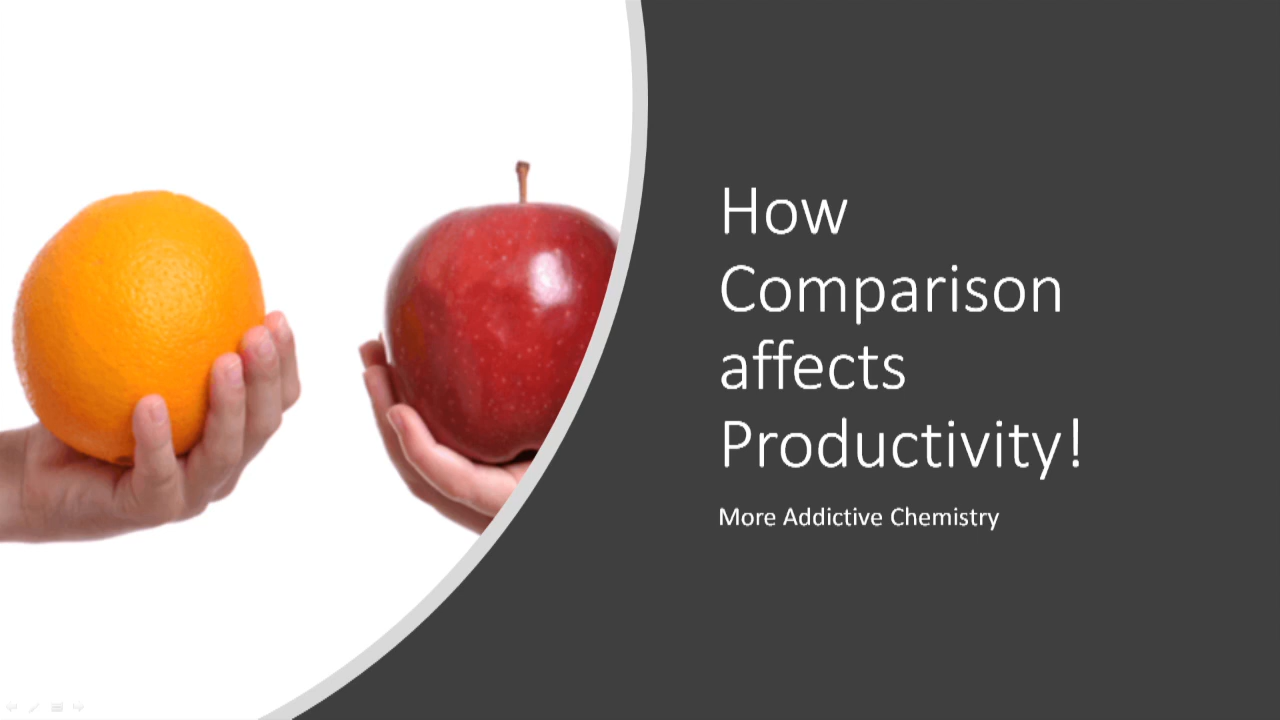 How
Comparison
affects
Productivity!
More Addictive Chemistry